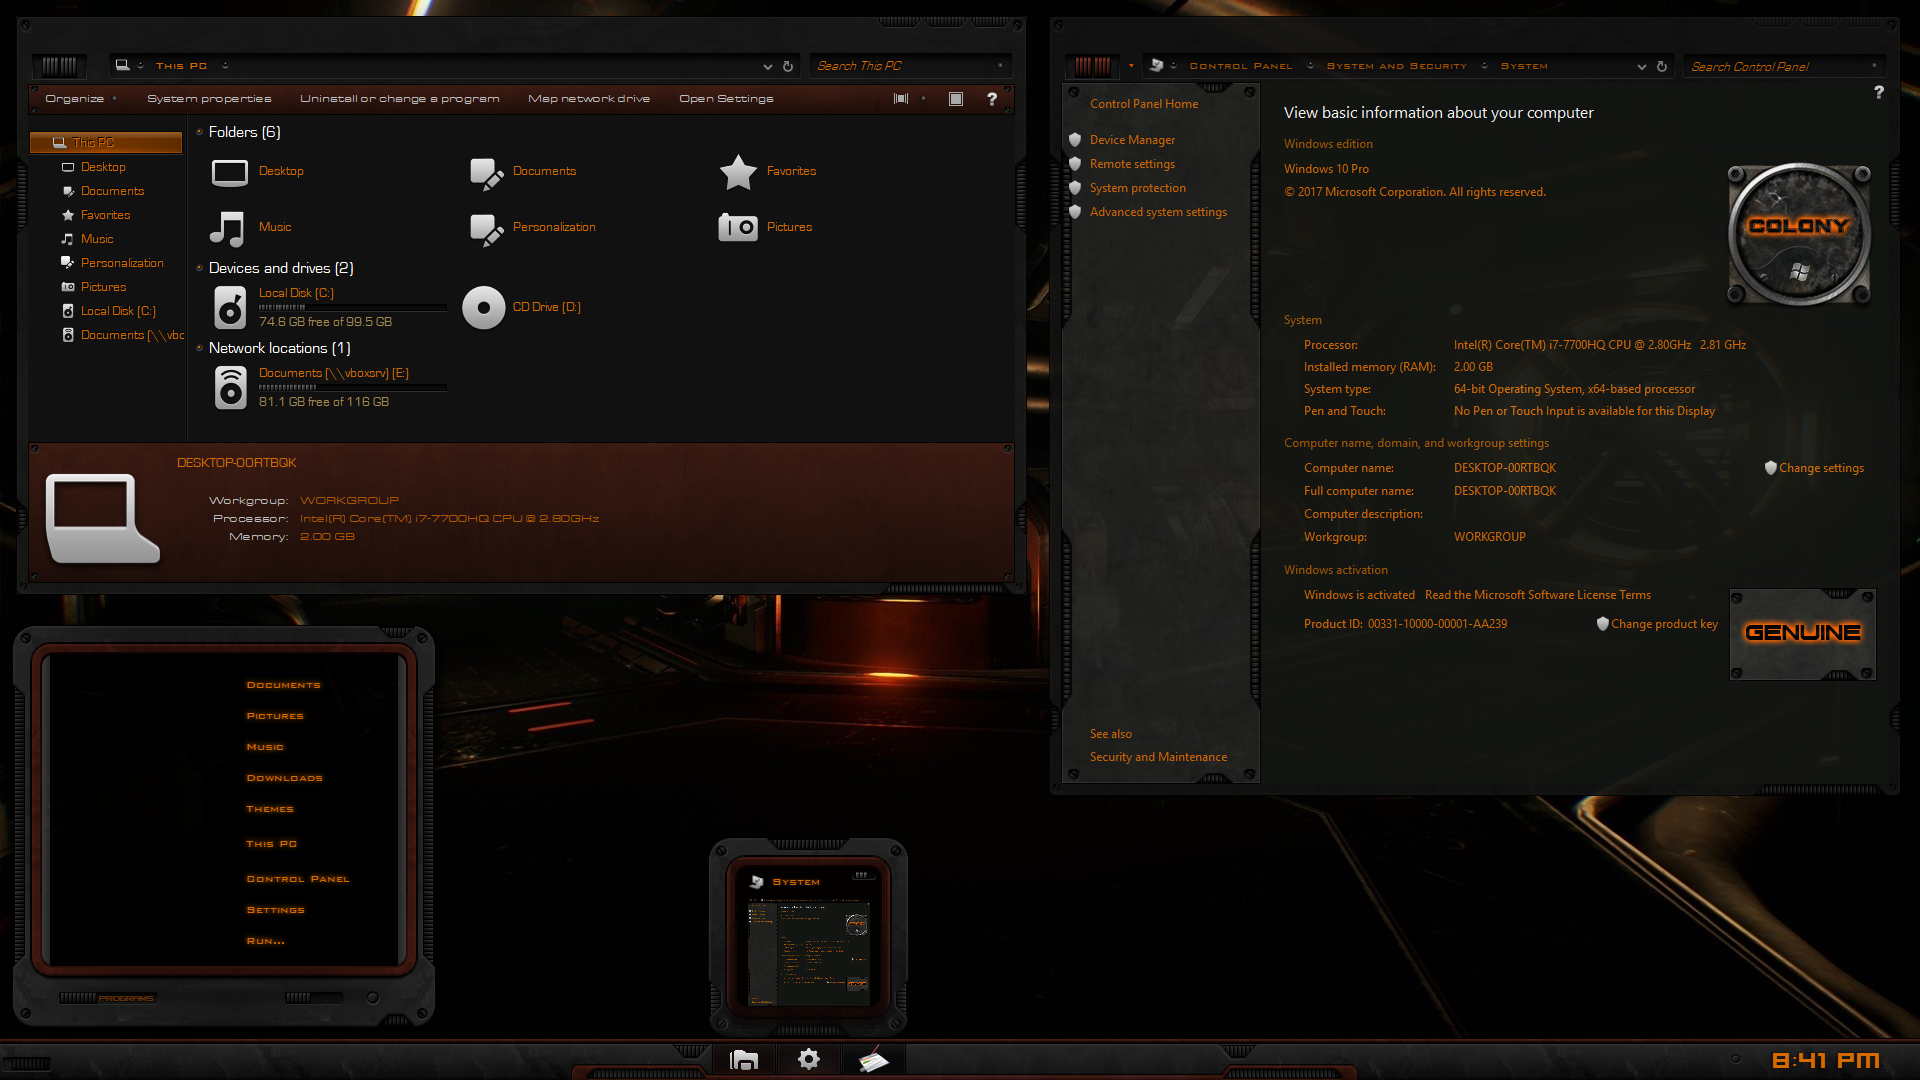 This PC
Search This PC
Organize
System properties
Uninstall or change a program
Map network drive
Open Settings
?
This PC
Desktop
Documents
Favorites
Music
Personalization
Pictures
Local Disk (C:)
Documents (\\vbc
Folders (6)
Desktop
Documents
Favorites
Music
Personalization
Pictures
Devices and drives (2)
Local Disk (C:)
74.6 GB free of 99.5 GB
CD Drive (D:)
Network locations (1)
Documents (\\vboxsrv) (E:)
81.1 GB free of 116 GB
DESKTOP-00RTBQK
Workgroup: WORKGROUP
Processor: Intel(R) Core(TM) i7-7700HQ CPU @ 2.80GHz
Memory: 2.00 GB
Control Panel
System and Security
System
Search Control Panel
?
Control Panel Home
Device Manager
Remote settings
System protection
Advanced system settings
See also
Security and Maintenance
View basic information about your computer
Windows edition
Windows 10 Pro
© 2017 Microsoft Corporation. All rights reserved.
COLONY
System
Processor: Intel(R) Core(TM) i7-7700HQ CPU @ 2.80GHz 2.81 GHz
Installed memory (RAM): 2.00 GB
System type: 64-bit Operating System, x64-based processor
Pen and Touch: No Pen or Touch Input is available for this Display
Computer name, domain, and workgroup settings
Computer name: DESKTOP-00RTBQK
Change settings
Full computer name: DESKTOP-00RTBQK
Computer description:
Workgroup: WORKGROUP
Windows activation
Windows is activated Read the Microsoft Software License Terms
Product ID: 00331-10000-00001-AA239
Change product key
GENUINE
Documents
Pictures
Music
Downloads
Themes
This PC
Control Panel
Settings
Run...
PROGRAMS
System
8:41 PM